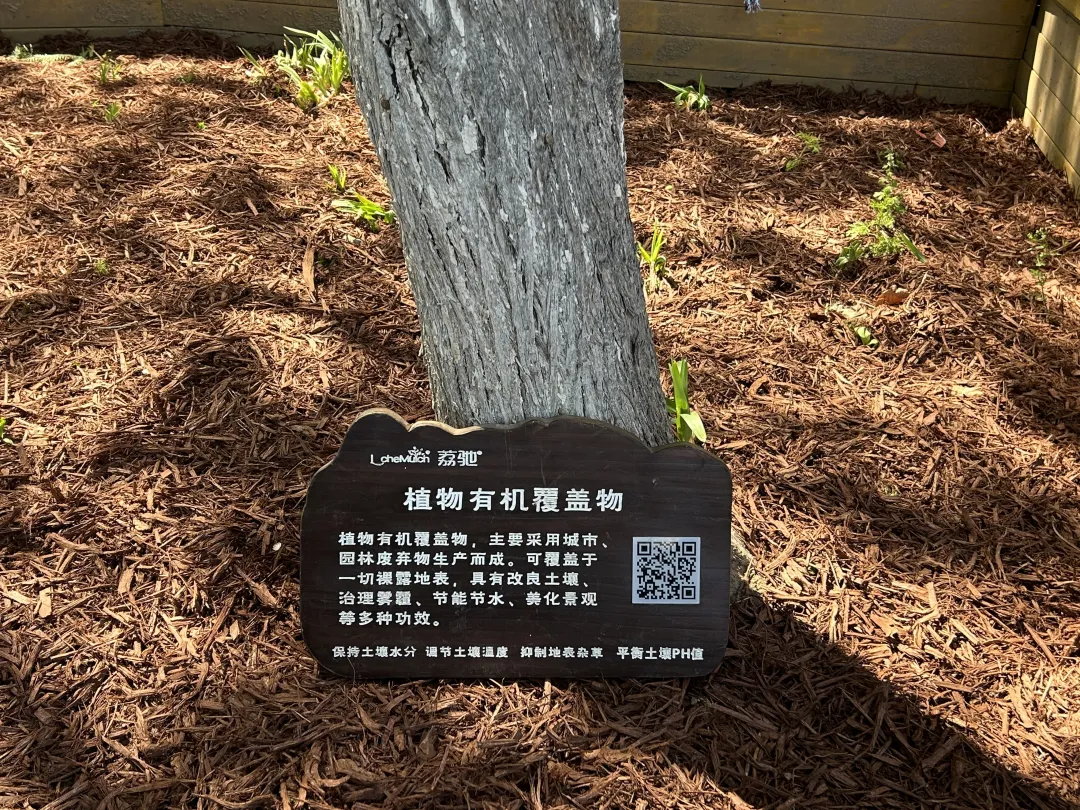 LcheMulch 荔驰
植物有机覆盖物
植物有机覆盖物，主要采用城市、
园林废弃物生产而成。可覆盖于
一切裸露地表，具有改良土壤、
治理雾霾、节能节水、美化景观
等多种功效。
保持土壤水分 调节土壤温度 抑制地表杂草 平衡土壤PH值